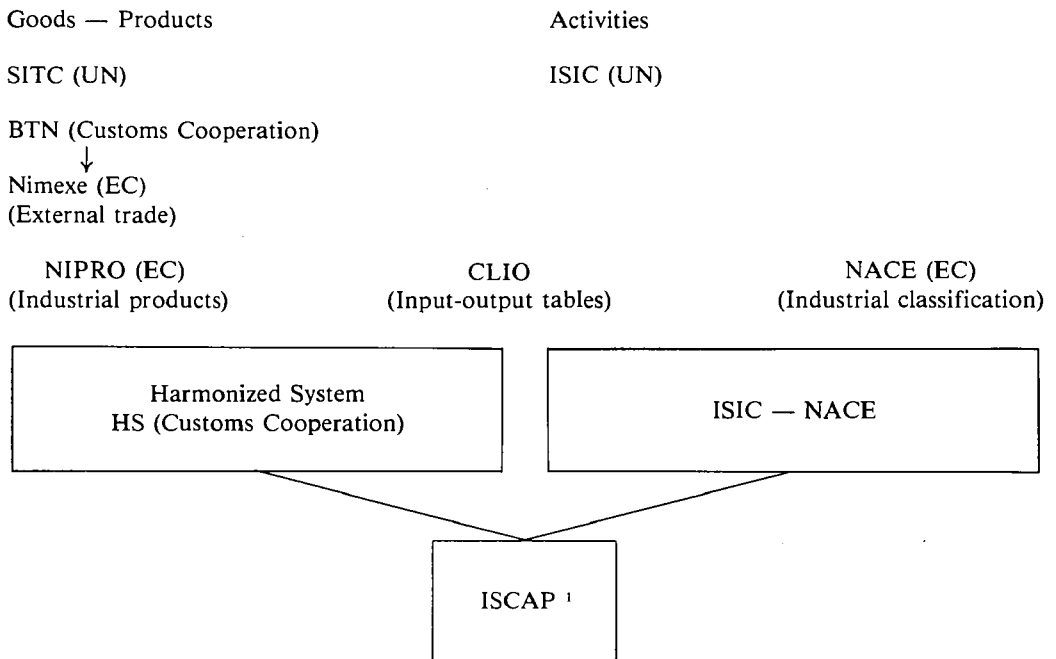 Goods — Products Activities
SITC (UN) ISIC (UN)
BTN (Customs Cooperation)
Nimexe (EC)
(External trade)
NIPRO (EC) CLIO NACE (EC)
(Industrial products) (Input-output tables) (Industrial classification)
Harmonized System
HS (Customs Cooperation)
ISIC — NACE
ISCAP ¹